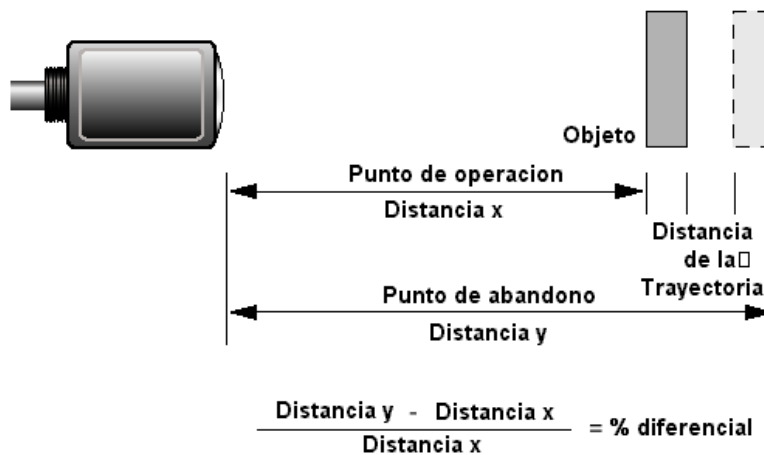 Objeto
Punto de operacion
Distancia x
Distancia
de la□
Trayectoria
Punto de abandono
Distancia y
Distancia y - Distancia x
Distancia x
= % diferencial